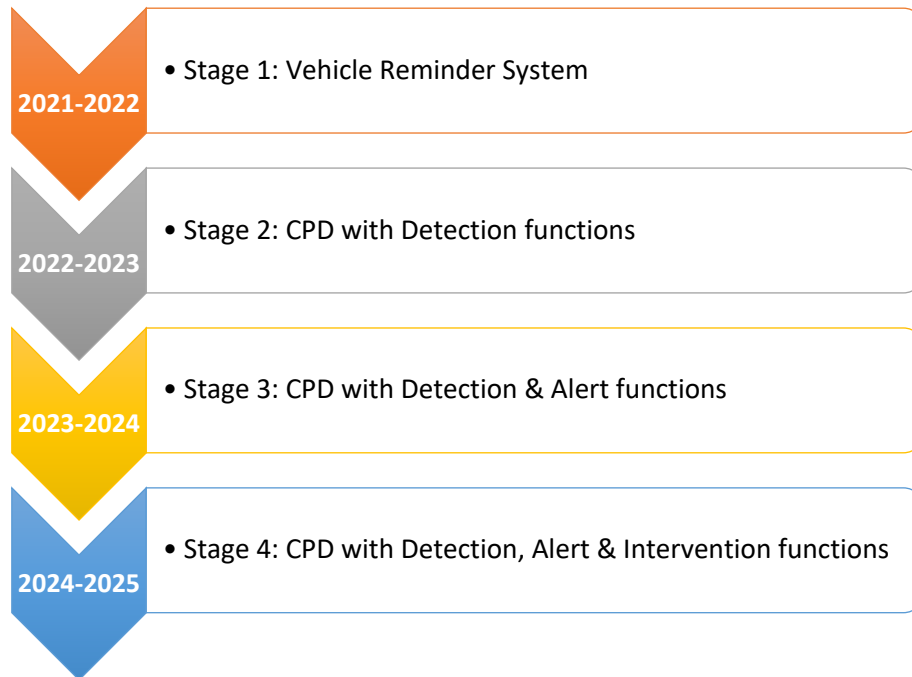 • Stage 1: Vehicle Reminder System
2021-2022
• Stage 2: CPD with Detection functions
2022-2023
• Stage 3: CPD with Detection & Alert functions
2023-2024
• Stage 4: CPD with Detection, Alert & Intervention functions
2024-2025